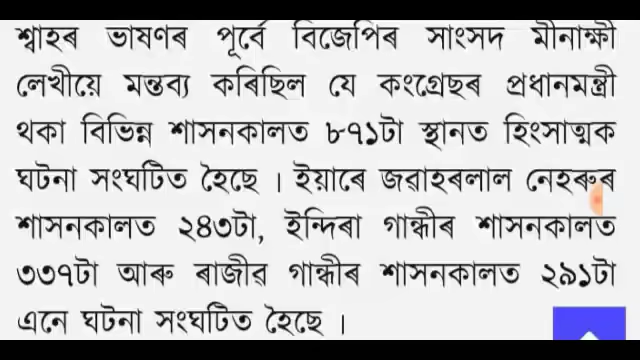 শ্বাহৰ ভাষণৰ পূৰ্বে বিজেপিৰ সাংসদ মীনাক্ষী
লেখীয়ে মন্তব্য কৰিছিল যে কংগ্ৰেছৰ প্ৰধানমন্ত্ৰী
থকা বিভিন্ন শাসনকালত ৮৭১টা স্থানত হিংসাত্মক
ঘটনা সংঘটিত হৈছে । ইয়াৰে জৱাহৰলাল নেহৰুৰ
শাসনকালত ২৪৩টা, ইন্দিৰা গান্ধীৰ শাসনকালত
৩৩৭টা আৰু ৰাজীৱ গান্ধীৰ শাসনকালত ২৯১টা
এনে ঘটনা সংঘটিত হৈছে ।